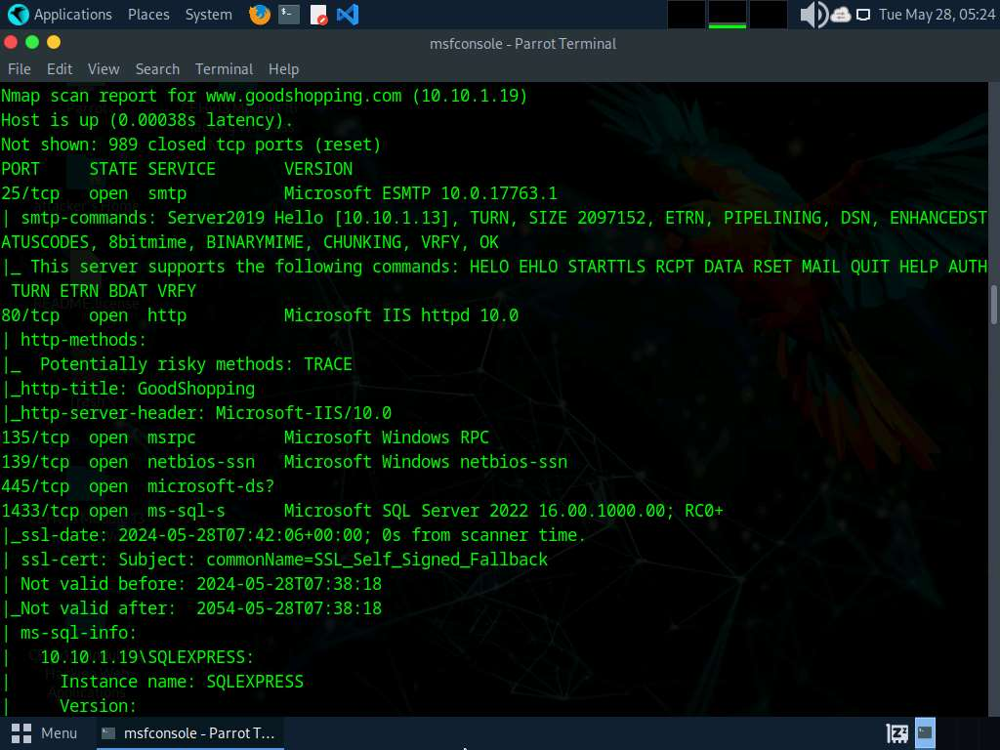 Applications Places System Tue May 28, 05:24
msfconsole - Parrot Terminal
File Edit View Search Terminal Help
Nmap scan report for www.goodshopping.com (10.10.1.19)
Host is up (0.00038s latency).
Not shown: 989 closed tcp ports (reset)
PORT     STATE SERVICE       VERSION
25/tcp   open  smtp          Microsoft ESMTP 10.0.17763.1
| smtp-commands: Server2019 Hello [10.10.1.13], TURN, SIZE 2097152, ETRN, PIPELINING, DSN, ENHANCEDST
ATUSCODES, 8bitmime, BINARYMIME, CHUNKING, VRFY, OK
|_ This server supports the following commands: HELO EHLO STARTTLS RCPT DATA RSET MAIL QUIT HELP AUTH
 TURN ETRN BDAT VRFY
80/tcp   open  http          Microsoft IIS httpd 10.0
| http-methods:
|_  Potentially risky methods: TRACE
|_http-title: GoodShopping
|_http-server-header: Microsoft-IIS/10.0
135/tcp  open  msrpc         Microsoft Windows RPC
139/tcp  open  netbios-ssn   Microsoft Windows netbios-ssn
445/tcp  open  microsoft-ds?
1433/tcp open  ms-sql-s      Microsoft SQL Server 2022 16.00.1000.00; RC0+
|_ssl-date: 2024-05-28T07:42:06+00:00; 0s from scanner time.
| ssl-cert: Subject: commonName=SSL_Self_Signed_Fallback
| Not valid before: 2024-05-28T07:38:18
|_Not valid after:  2054-05-28T07:38:18
| ms-sql-info:
|   10.10.1.19\SQLEXPRESS:
|     Instance name: SQLEXPRESS
|     Version:
Menu msfconsole - Parrot T...